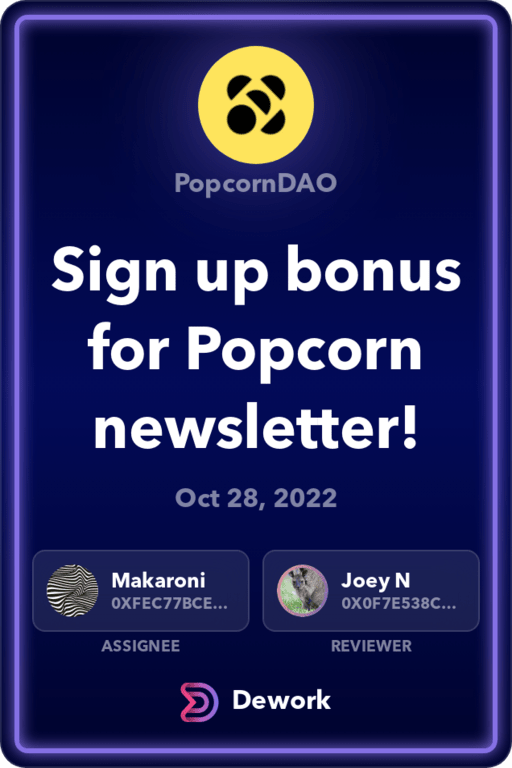 PopcornDAO
Sign up bonus
for Popcorn
newsletter!
Oct 28, 2022
Makaroni
0XFEC77BCE...
ASSIGNEE
Joey N
0X0F7E538C...
REVIEWER
Dework